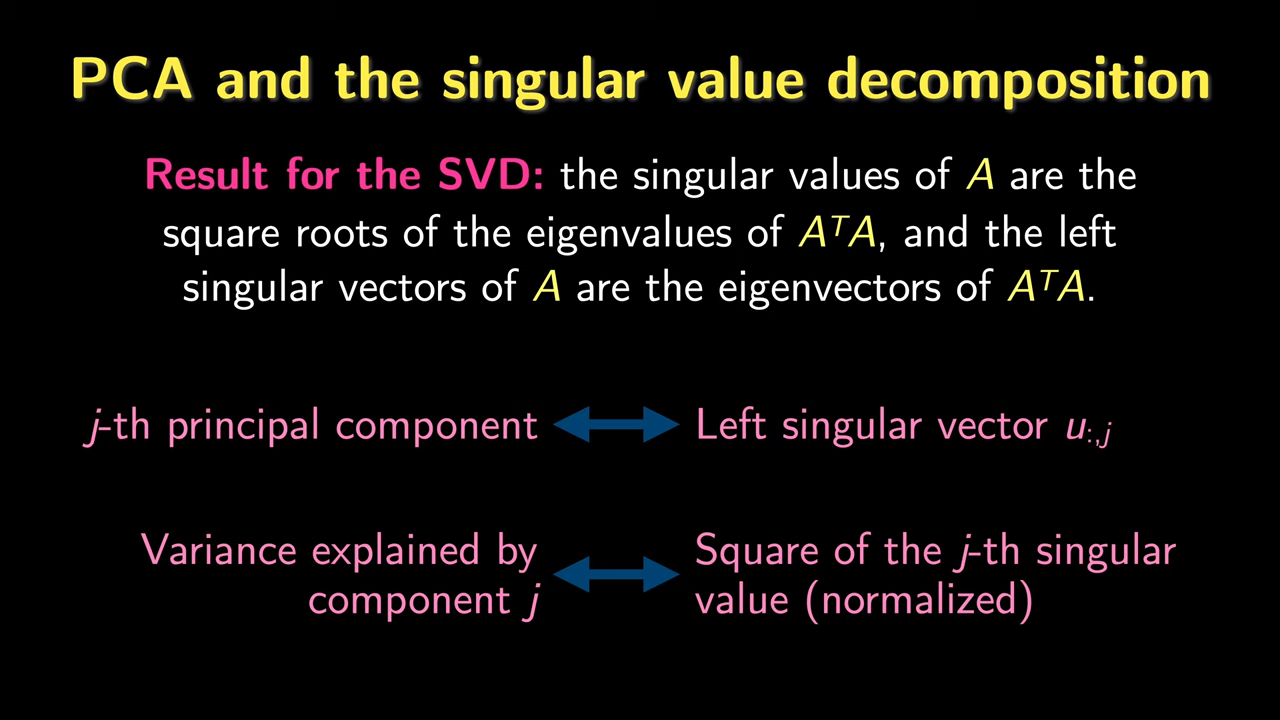 PCA and the singular value decomposition
Result for the SVD: the singular values of A are the
square roots of the eigenvalues of AᵀA, and the left
singular vectors of A are the eigenvectors of AᵀA.
j-th principal component
Left singular vector u:,j
Variance explained by
component j
Square of the j-th singular
value (normalized)